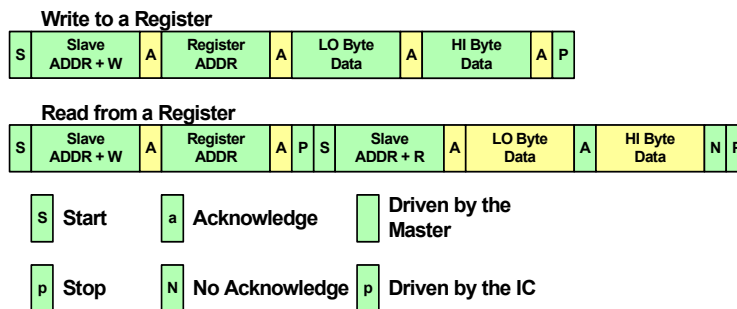 Write to a Register
S Slave ADDR + W A Register ADDR A LO Byte Data A HI Byte Data A P
Read from a Register
S Slave ADDR + W A Register ADDR A P S Slave ADDR + R A LO Byte Data A HI Byte Data N P
S Start a Acknowledge Driven by the Master
p Stop N No Acknowledge p Driven by the IC